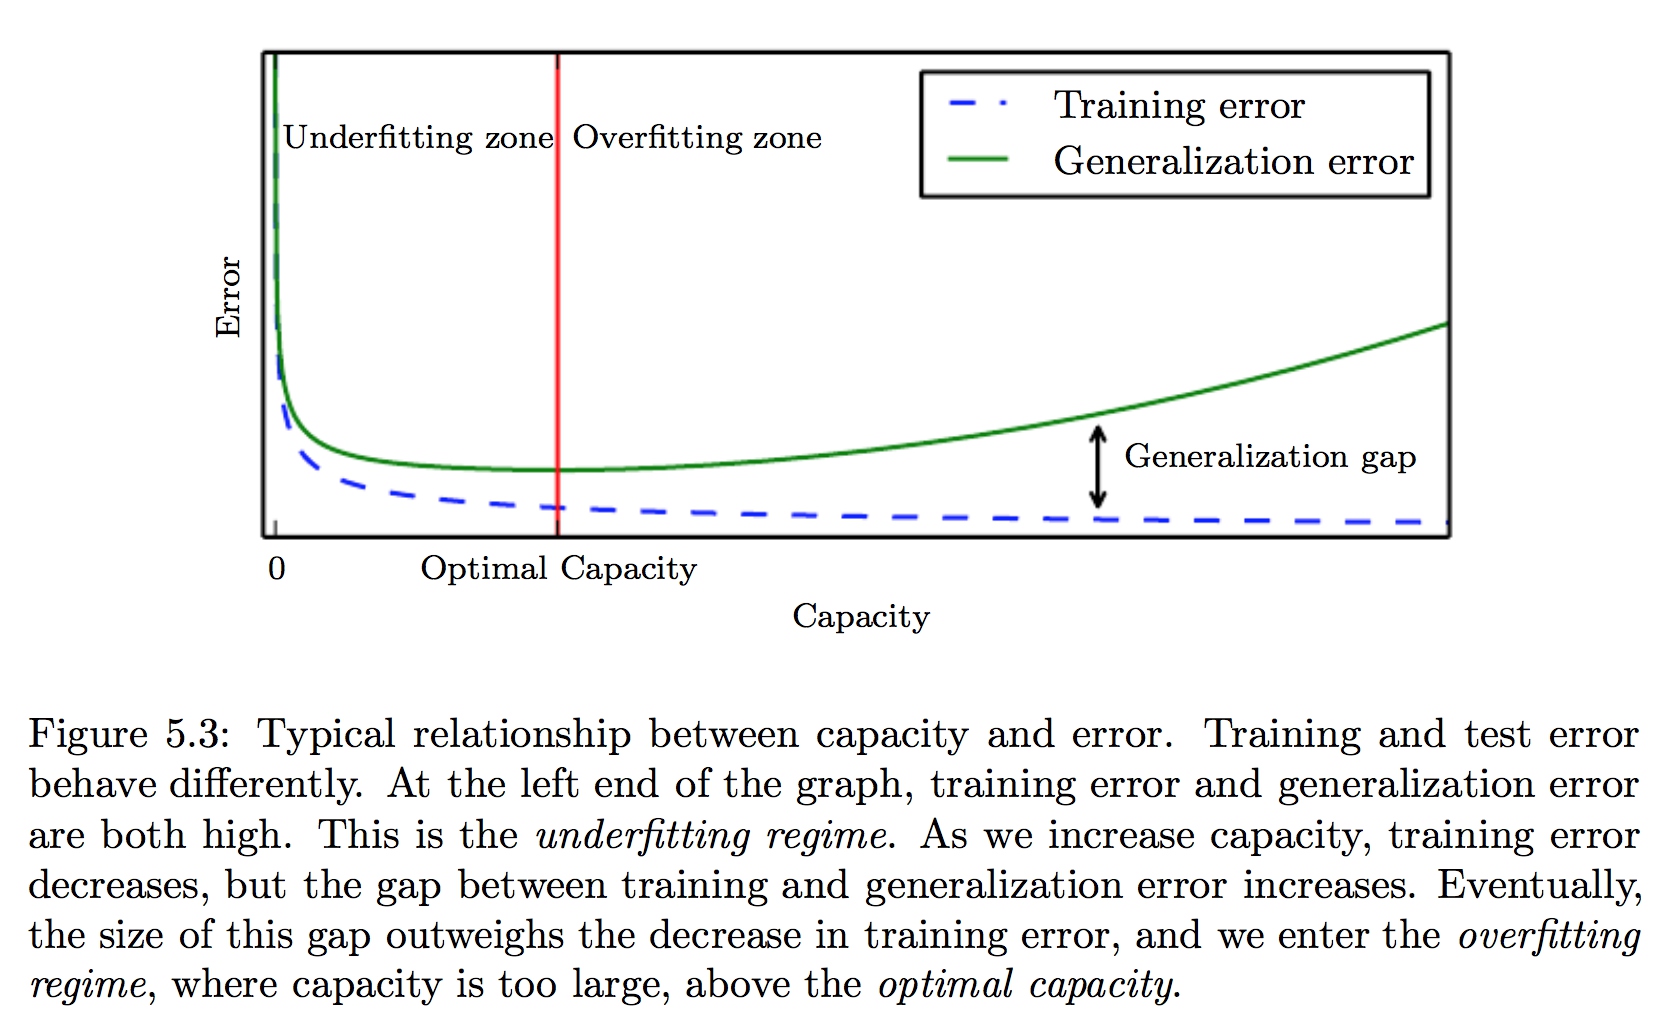 Underfitting zone
Overfitting zone
Training error
Generalization error
Error
Generalization gap
0
Optimal Capacity
Capacity
Figure 5.3: Typical relationship between capacity and error. Training and test error
behave differently. At the left end of the graph, training error and generalization error
are both high. This is the underfitting regime. As we increase capacity, training error
decreases, but the gap between training and generalization error increases. Eventually,
the size of this gap outweighs the decrease in training error, and we enter the overfitting
regime, where capacity is too large, above the optimal capacity.